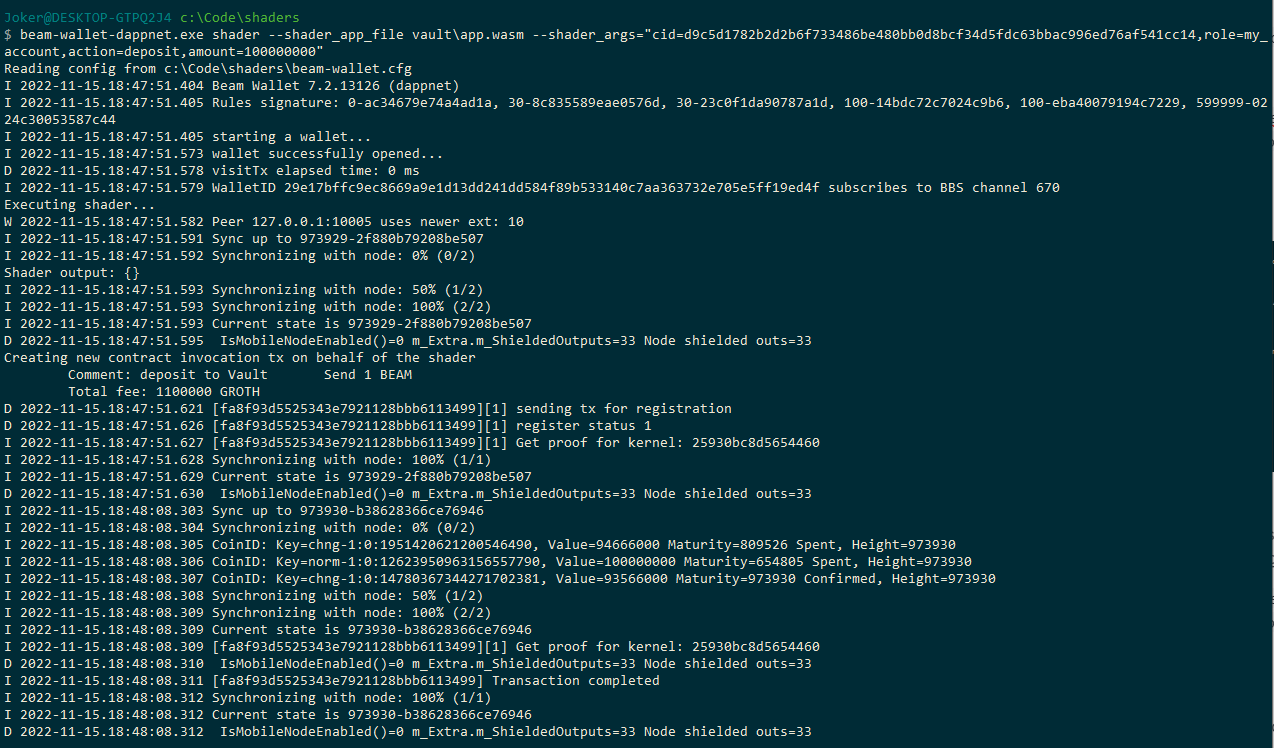 Joker@DESKTOP-GTPQ2J4 c:\Code\shaders
$ beam-wallet-dappnet.exe shader --shader_app_file vault\app.wasm --shader_args="cid=d9c5d1782b2d2b6f733486be480bb0d8bcf34d5fdc63bbac996ed76af541cc14,role=my_
account,action=deposit,amount=100000000"
Reading config from c:\Code\shaders\beam-wallet.cfg
I 2022-11-15.18:47:51.404 Beam Wallet 7.2.13126 (dappnet)
I 2022-11-15.18:47:51.405 Rules signature: 0-ac34679e74a4ad1a, 30-8c835589eae0576d, 30-23c0f1da90787a1d, 100-14bdc72c7024c9b6, 100-eba40079194c7229, 599999-02
24c30053587c44
I 2022-11-15.18:47:51.405 starting a wallet...
I 2022-11-15.18:47:51.573 wallet successfully opened...
D 2022-11-15.18:47:51.578 visitTx elapsed time: 0 ms
I 2022-11-15.18:47:51.579 WalletID 29e17bffc9ec8669a9e1d13dd241dd584f89b533140c7aa363732e705e5ff19ed4f subscribes to BBS channel 670
Executing shader...
W 2022-11-15.18:47:51.582 Peer 127.0.0.1:10005 uses newer ext: 10
I 2022-11-15.18:47:51.591 Sync up to 973929-2f880b79208be507
I 2022-11-15.18:47:51.592 Synchronizing with node: 0% (0/2)
Shader output: {}
I 2022-11-15.18:47:51.593 Synchronizing with node: 50% (1/2)
I 2022-11-15.18:47:51.593 Synchronizing with node: 100% (2/2)
I 2022-11-15.18:47:51.593 Current state is 973929-2f880b79208be507
D 2022-11-15.18:47:51.595  IsMobileNodeEnabled()=0 m_Extra.m_ShieldedOutputs=33 Node shielded outs=33
Creating new contract invocation tx on behalf of the shader
        Comment: deposit to Vault       Send 1 BEAM
        Total fee: 1100000 GROTH
D 2022-11-15.18:47:51.621 [fa8f93d5525343e7921128bbb6113499][1] sending tx for registration
D 2022-11-15.18:47:51.626 [fa8f93d5525343e7921128bbb6113499][1] register status 1
I 2022-11-15.18:47:51.627 [fa8f93d5525343e7921128bbb6113499][1] Get proof for kernel: 25930bc8d5654460
I 2022-11-15.18:47:51.628 Synchronizing with node: 100% (1/1)
I 2022-11-15.18:47:51.629 Current state is 973929-2f880b79208be507
D 2022-11-15.18:47:51.630  IsMobileNodeEnabled()=0 m_Extra.m_ShieldedOutputs=33 Node shielded outs=33
I 2022-11-15.18:48:08.303 Sync up to 973930-b38628366ce76946
I 2022-11-15.18:48:08.304 Synchronizing with node: 0% (0/2)
I 2022-11-15.18:48:08.305 CoinID: Key=chng-1:0:1951420621200546490, Value=94666000 Maturity=809526 Spent, Height=973930
I 2022-11-15.18:48:08.306 CoinID: Key=norm-1:0:12623950963156557790, Value=100000000 Maturity=654805 Spent, Height=973930
I 2022-11-15.18:48:08.307 CoinID: Key=chng-1:0:14780367344271702381, Value=93566000 Maturity=973930 Confirmed, Height=973930
I 2022-11-15.18:48:08.308 Synchronizing with node: 50% (1/2)
I 2022-11-15.18:48:08.309 Synchronizing with node: 100% (2/2)
I 2022-11-15.18:48:08.309 Current state is 973930-b38628366ce76946
I 2022-11-15.18:48:08.309 [fa8f93d5525343e7921128bbb6113499][1] Get proof for kernel: 25930bc8d5654460
D 2022-11-15.18:48:08.310  IsMobileNodeEnabled()=0 m_Extra.m_ShieldedOutputs=33 Node shielded outs=33
I 2022-11-15.18:48:08.311 [fa8f93d5525343e7921128bbb6113499] Transaction completed
I 2022-11-15.18:48:08.312 Synchronizing with node: 100% (1/1)
I 2022-11-15.18:48:08.312 Current state is 973930-b38628366ce76946
D 2022-11-15.18:48:08.312  IsMobileNodeEnabled()=0 m_Extra.m_ShieldedOutputs=33 Node shielded outs=33